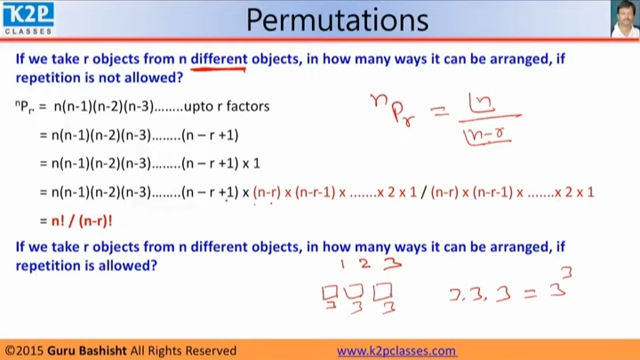 K2P
CLASSES
Permutations
If we take r objects from n different objects, in how many ways it can be arranged, if
repetition is not allowed?
ⁿPᵣ. = n(n-1)(n-2)(n-3)........upto r factors
= n(n-1)(n-2)(n-3)........(n – r +1)
= n(n-1)(n-2)(n-3)........(n – r +1) x 1
= n(n-1)(n-2)(n-3)........(n – r +1) x (n-r) x (n-r-1) x .......x 2 x 1 / (n-r) x (n-r-1) x .......x 2 x 1
= n! / (n-r)!
ⁿPᵣ = n / n-r
If we take r objects from n different objects, in how many ways it can be arranged, if
repetition is allowed?
1 2 3
3 3 3
3.3.3 = 3³
©2015 Guru Bashisht All Rights Reserved
www.k2pclasses.com